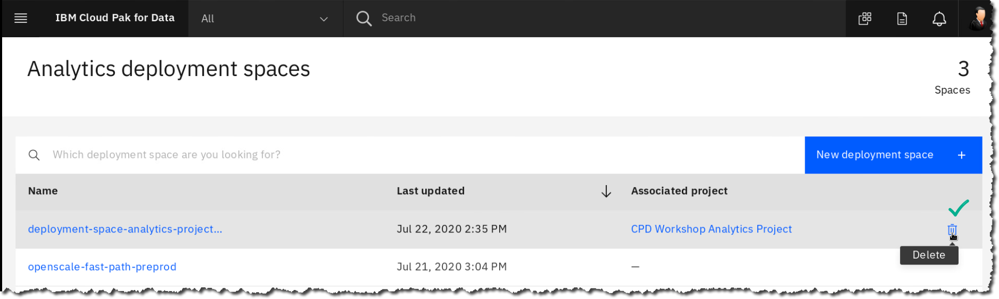 IBM Cloud Pak for Data All Search
Analytics deployment spaces 3
Spaces
Which deployment space are you looking for? New deployment space +
Name Last updated Associated project
deployment-space-analytics-project... Jul 22, 2020 2:35 PM CPD Workshop Analytics Project
Delete
openscale-fast-path-preprod Jul 21, 2020 3:04 PM —